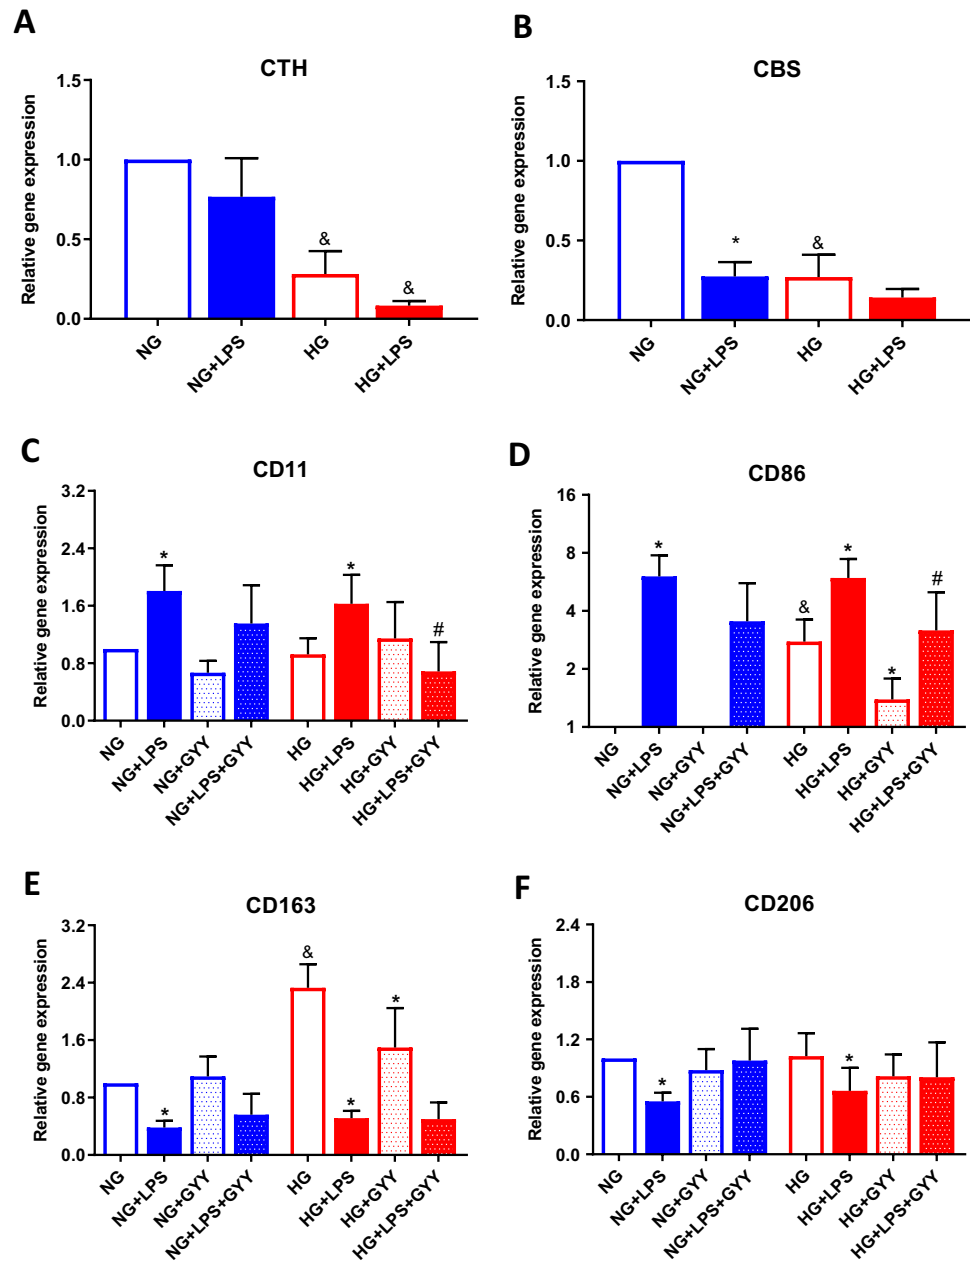 A
CTH
Relative gene expression
1.5
1.0
0.5
0.0
&
&
NG
NG+LPS
HG
HG+LPS
B
CBS
Relative gene expression
1.5
1.0
0.5
0.0
*
&
NG
NG+LPS
HG
HG+LPS
C
CD11
Relative gene expression
3.2
2.4
1.6
0.8
0.0
*
*
#
NG
NG+LPS
NG+GYY
NG+LPS+GYY
HG
HG+LPS
HG+GYY
HG+LPS+GYY
D
CD86
Relative gene expression
16
8
4
2
1
*
&
*
*
#
NG
NG+LPS
NG+GYY
NG+LPS+GYY
HG
HG+LPS
HG+GYY
HG+LPS+GYY
E
CD163
Relative gene expression
3.2
2.4
1.6
0.8
0.0
*
&
*
*
NG
NG+LPS
NG+GYY
NG+LPS+GYY
HG
HG+LPS
HG+GYY
HG+LPS+GYY
F
CD206
Relative gene expression
2.4
1.8
1.2
0.6
0.0
*
*
NG
NG+LPS
NG+GYY
NG+LPS+GYY
HG
HG+LPS
HG+GYY
HG+LPS+GYY